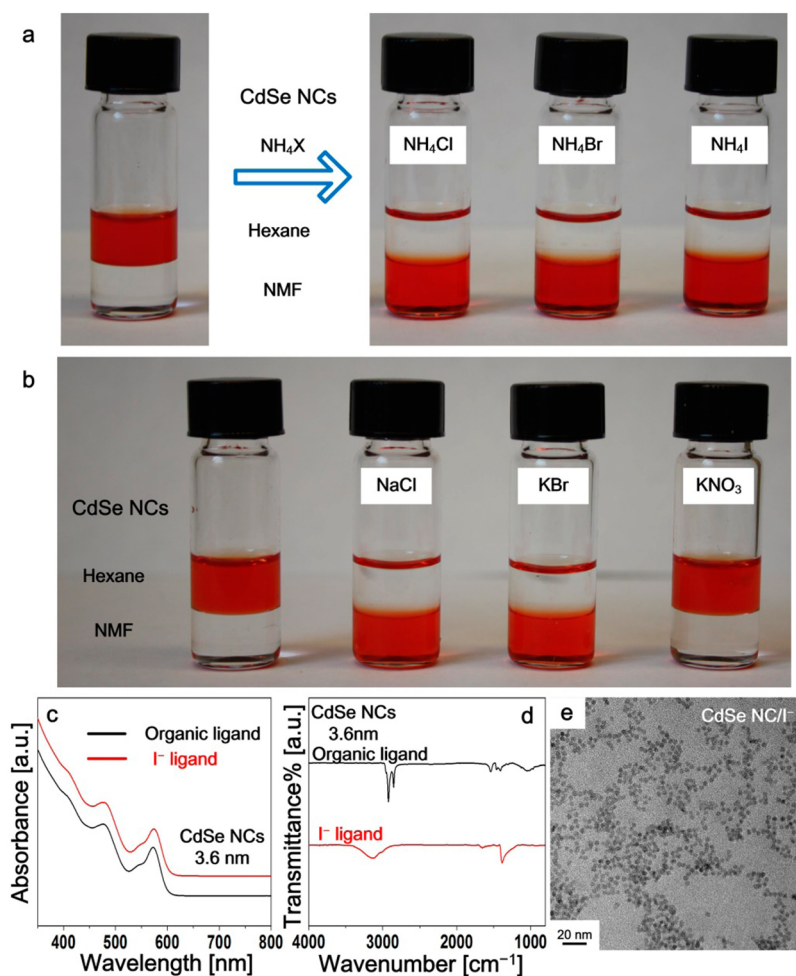 a
CdSe NCs
NH₄X
Hexane
NMF
NH₄Cl
NH₄Br
NH₄I
b
CdSe NCs
Hexane
NMF
NaCl
KBr
KNO₃
c
Absorbance [a.u.]
Organic ligand
I⁻ ligand
CdSe NCs
3.6 nm
400 500 600 700 800
Wavelength [nm]
d
Transmittance% [a.u.]
CdSe NCs
3.6nm
Organic ligand
I⁻ ligand
4000 3000 2000 1000
Wavenumber [cm⁻¹]
e
CdSe NC/I⁻
20 nm